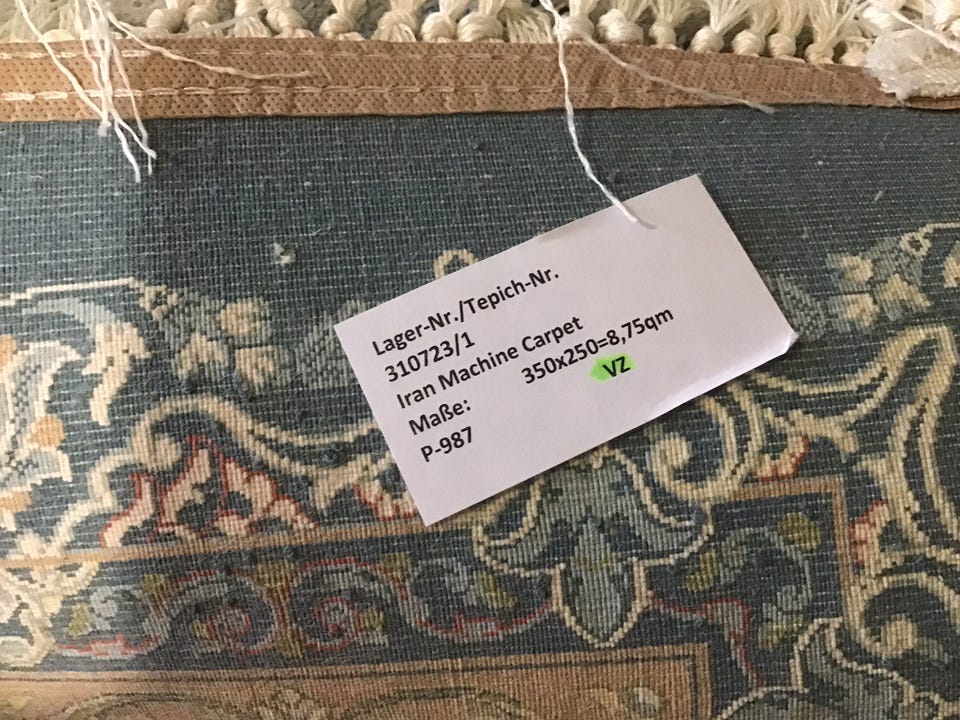 Lager-Nr./Tepich-Nr.
310723/1
Iran Machine Carpet
Maße: 350x250=8,75qm
P-987 VZ